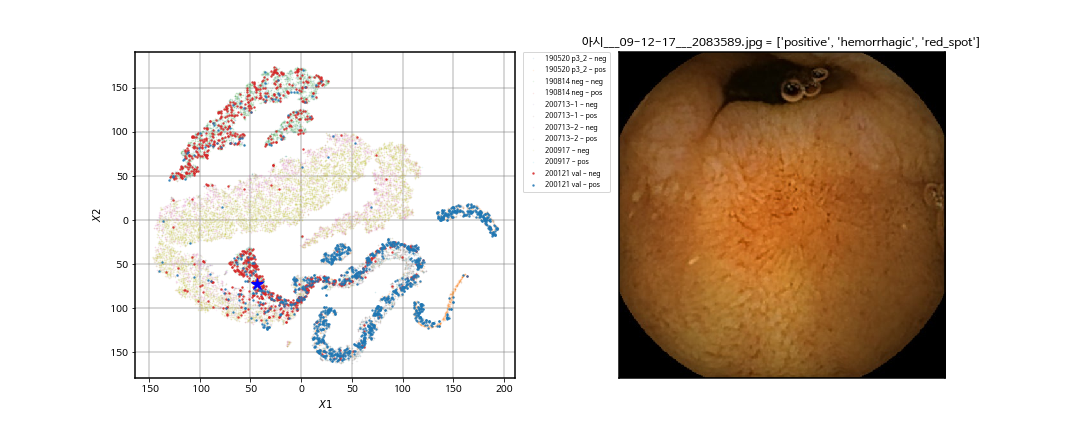 아시___09-12-17___2083589.jpg = ['positive', 'hemorrhagic', 'red_spot']
190520 p3_2 - neg
190520 p3_2 - pos
190814 neg - neg
190814 neg - pos
200713-1 - neg
200713-1 - pos
200713-2 - neg
200713-2 - pos
200917 - neg
200917 - pos
200121 val - neg
200121 val - pos
150
100
50
0
50
100
150
X2
150
100
50
0
50
100
150
200
X1